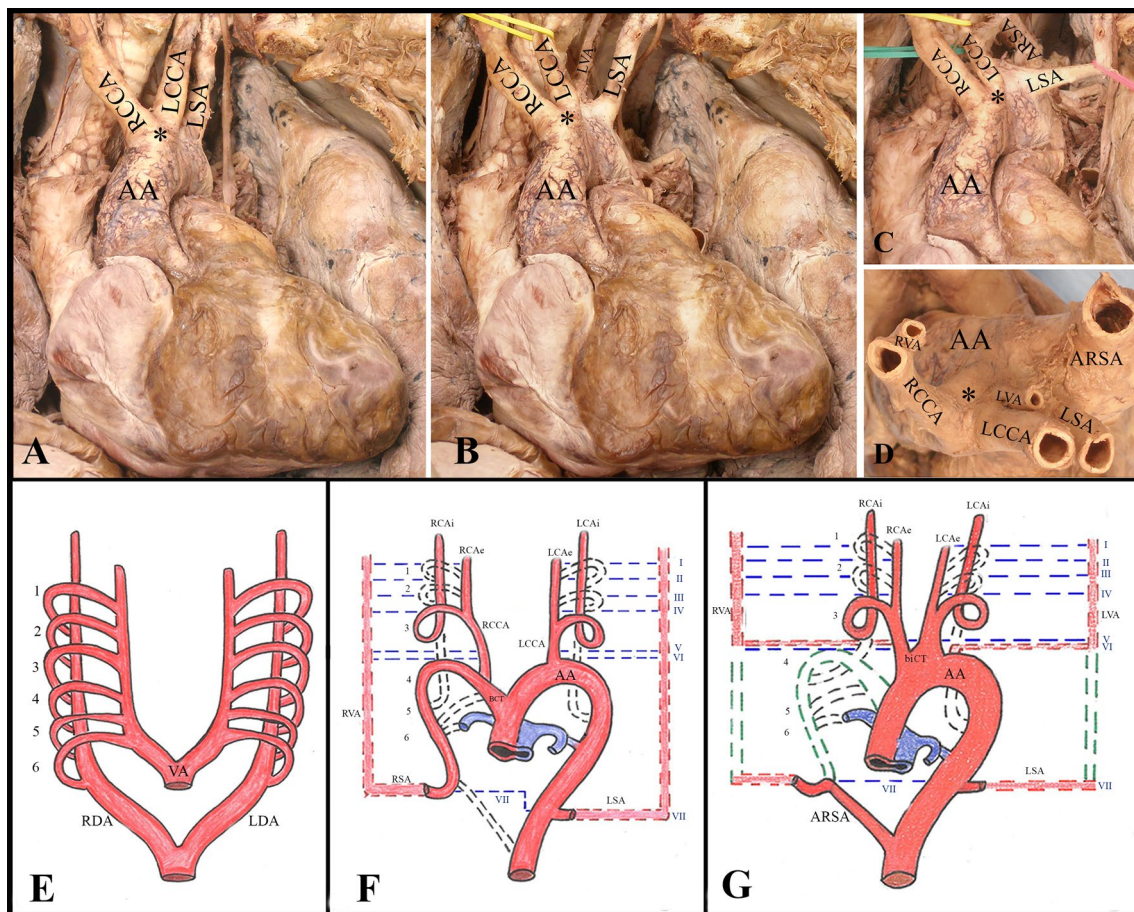 RCCA
LCCA
LSA
*
AA
A
RCCA
LCCA
LVA
LSA
*
AA
B
RCCA
LCCA
ARSA
LSA
*
AA
C
RVA
AA
ARSA
RCCA
*
LVA
LSA
LCCA
D
1
2
3
4
5
6
VA
RDA
LDA
E
RCAi
LCAi
RCAe
LCAe
I
1
II
2
III
IV
3
RCCA
LCCA
V
VI
4
AA
BCT
5
6
RVA
RSA
VII
LSA
VII
F
RCAi
LCAi
RCAe
LCAe
1
I
II
2
III
IV
RVA
3
LVA
V
VI
4
biCT
AA
5
6
VII
LSA
VII
ARSA
G